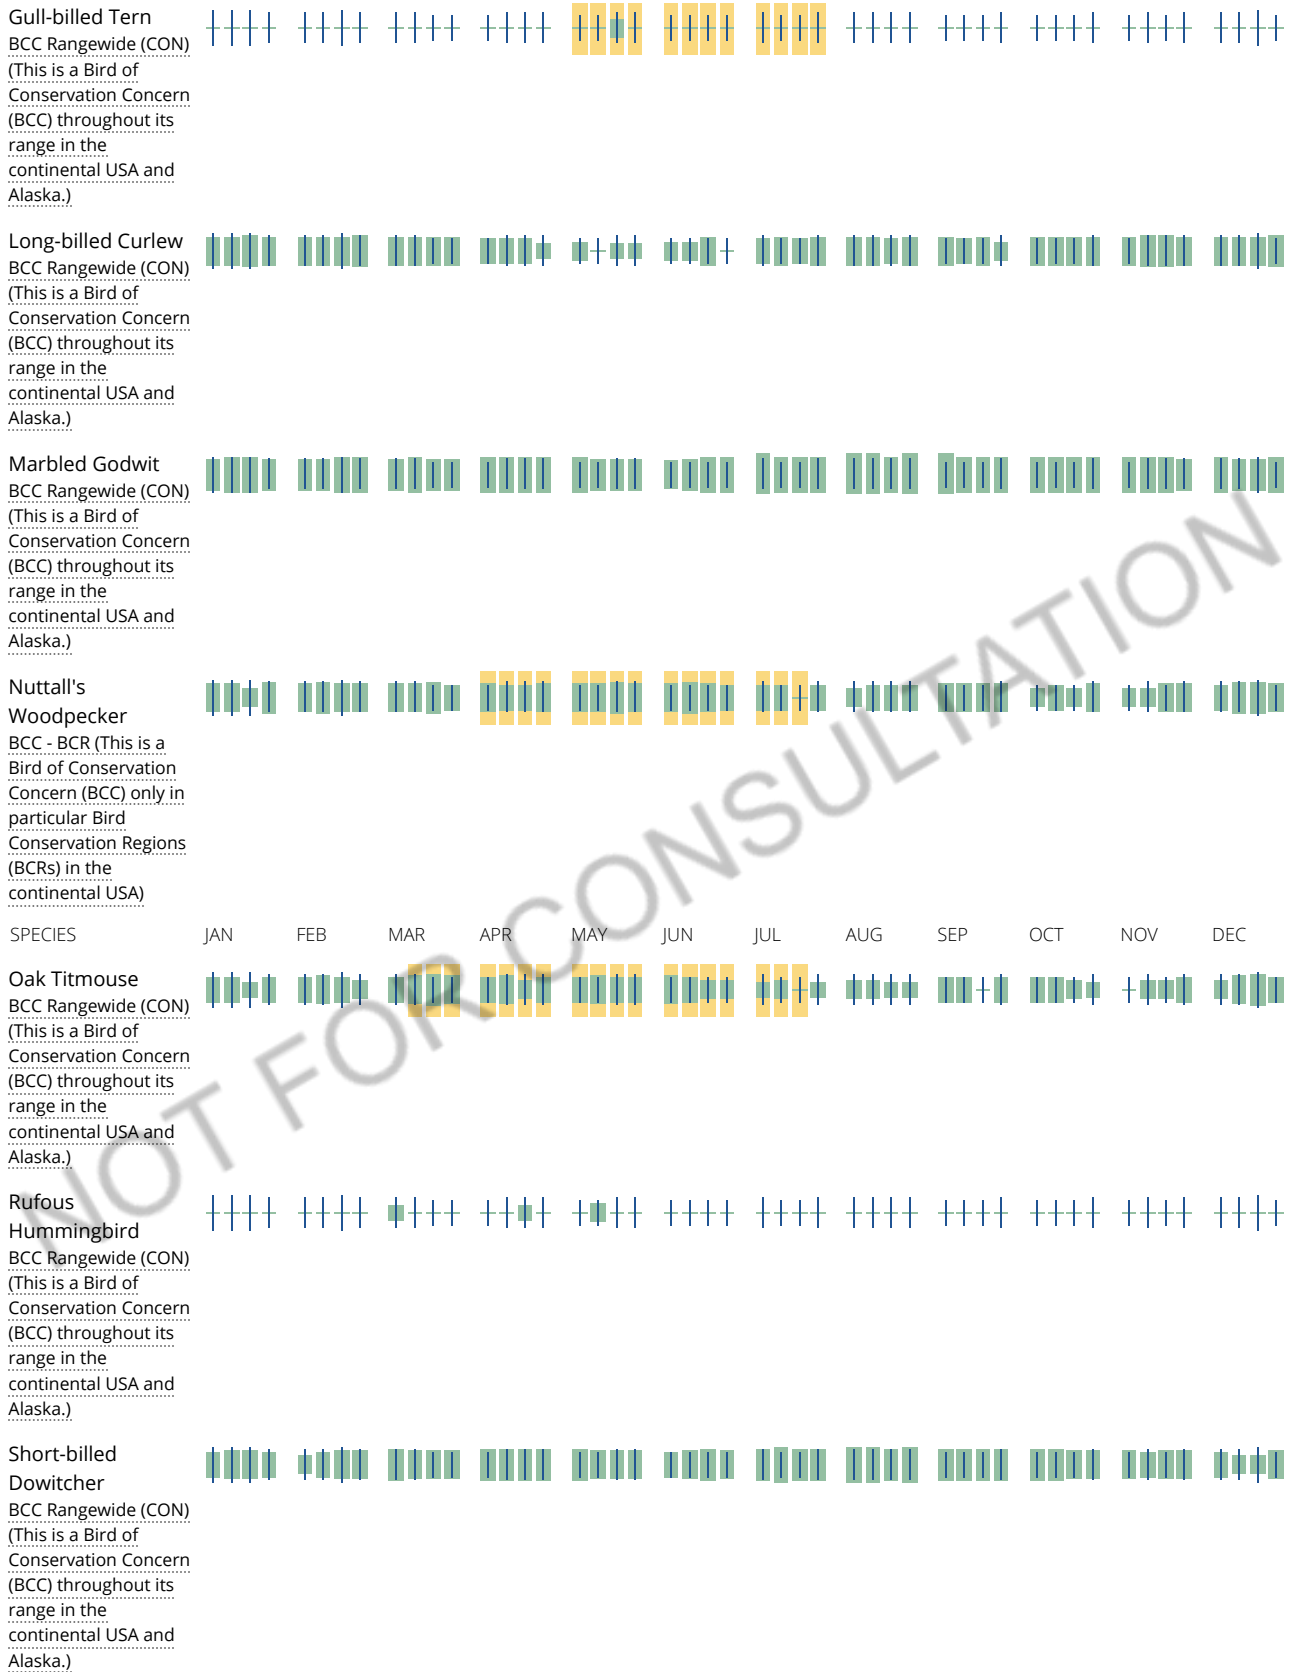 Gull-billed Tern
BCC Rangewide (CON)
(This is a Bird of
Conservation Concern
(BCC) throughout its
range in the
continental USA and
Alaska.)
Long-billed Curlew
BCC Rangewide (CON)
(This is a Bird of
Conservation Concern
(BCC) throughout its
range in the
continental USA and
Alaska.)
Marbled Godwit
BCC Rangewide (CON)
(This is a Bird of
Conservation Concern
(BCC) throughout its
range in the
continental USA and
Alaska.)
Nuttall's
Woodpecker
BCC - BCR (This is a
Bird of Conservation
Concern (BCC) only in
particular Bird
Conservation Regions
(BCRs) in the
continental USA)
SPECIES JAN FEB MAR APR MAY JUN JUL AUG SEP OCT NOV DEC
Oak Titmouse
BCC Rangewide (CON)
(This is a Bird of
Conservation Concern
(BCC) throughout its
range in the
continental USA and
Alaska.)
Rufous
Hummingbird
BCC Rangewide (CON)
(This is a Bird of
Conservation Concern
(BCC) throughout its
range in the
continental USA and
Alaska.)
Short-billed
Dowitcher
BCC Rangewide (CON)
(This is a Bird of
Conservation Concern
(BCC) throughout its
range in the
continental USA and
Alaska.)
NOT FOR CONSULTATION